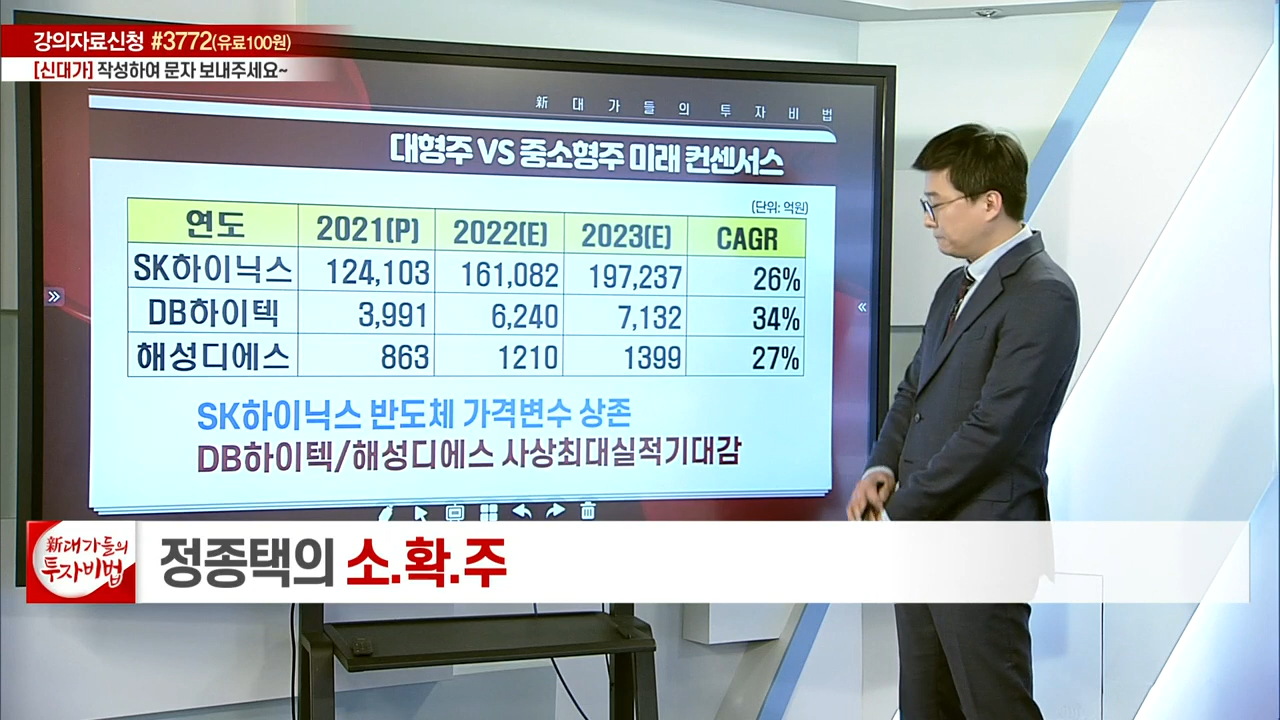 강의자료신청 #3772(유료100원)
[신대가] 작성하여 문자 보내주세요~
新 대 가 들 의 투 자 비 법
대형주 VS 중소형주 미래 컨센서스
(단위: 억원)
연도 2021(P) 2022(E) 2023(E) CAGR
SK하이닉스 124,103 161,082 197,237 26%
DB하이텍 3,991 6,240 7,132 34%
해성디에스 863 1210 1399 27%
SK하이닉스 반도체 가격변수 상존
DB하이텍/해성디에스 사상최대실적기대감
新대가들의
투자비법
정종택의 소.확.주